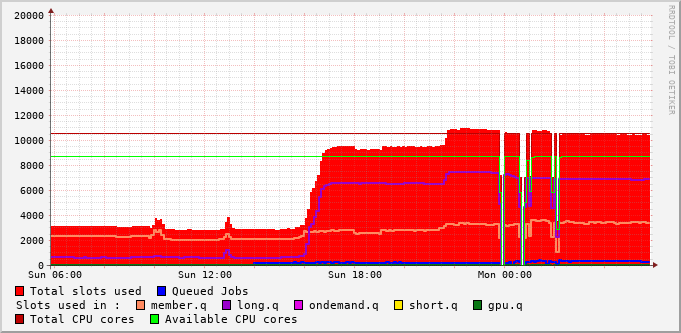 20000
18000
16000
14000
12000
10000
8000
6000
4000
2000
0
Sun 06:00 Sun 12:00 Sun 18:00 Mon 00:00
Total slots used Queued Jobs
Slots used in : member.q long.q ondemand.q short.q gpu.q
Total CPU cores Available CPU cores
RRDTOOL / TOBI OETIKER